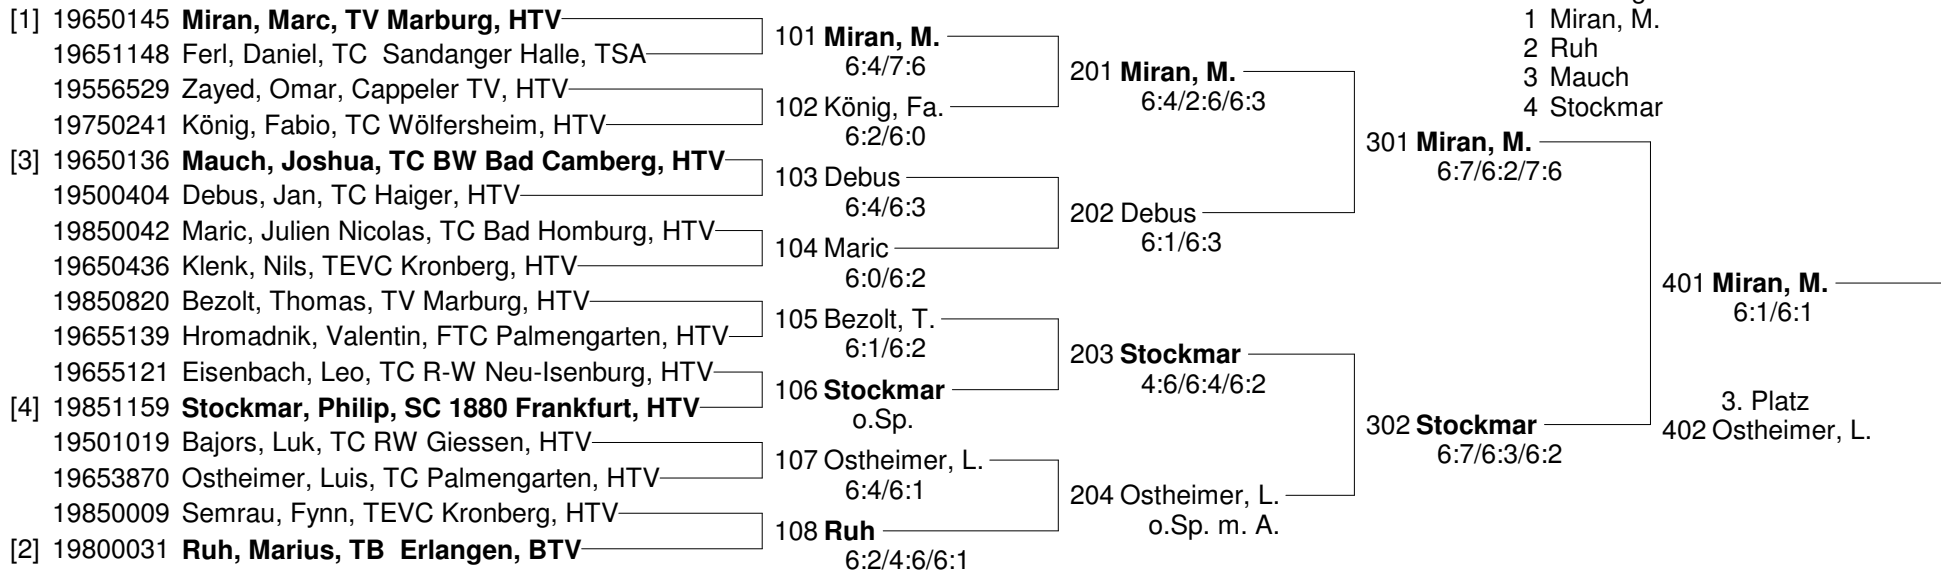 [1] 19650145 Miran, Marc, TV Marburg, HTV
19651148 Ferl, Daniel, TC Sandanger Halle, TSA
19556529 Zayed, Omar, Cappeler TV, HTV
19750241 König, Fabio, TC Wölfersheim, HTV
[3] 19650136 Mauch, Joshua, TC BW Bad Camberg, HTV
19500404 Debus, Jan, TC Haiger, HTV
19850042 Maric, Julien Nicolas, TC Bad Homburg, HTV
19650436 Klenk, Nils, TEVC Kronberg, HTV
19850820 Bezolt, Thomas, TV Marburg, HTV
19655139 Hromadnik, Valentin, FTC Palmengarten, HTV
19655121 Eisenbach, Leo, TC R-W Neu-Isenburg, HTV
[4] 19851159 Stockmar, Philip, SC 1880 Frankfurt, HTV
19501019 Bajors, Luk, TC RW Giessen, HTV
19653870 Ostheimer, Luis, TC Palmengarten, HTV
19850009 Semrau, Fynn, TEVC Kronberg, HTV
[2] 19800031 Ruh, Marius, TB Erlangen, BTV
101 Miran, M.
6:4/7:6
102 König, Fa.
6:2/6:0
103 Debus
6:4/6:3
104 Maric
6:0/6:2
105 Bezolt, T.
6:1/6:2
106 Stockmar
o.Sp.
107 Ostheimer, L.
6:4/6:1
108 Ruh
6:2/4:6/6:1
201 Miran, M.
6:4/2:6/6:3
202 Debus
6:1/6:3
203 Stockmar
4:6/6:4/6:2
204 Ostheimer, L.
o.Sp. m. A.
1 Miran, M.
2 Ruh
3 Mauch
4 Stockmar
301 Miran, M.
6:7/6:2/7:6
302 Stockmar
6:7/6:3/6:2
401 Miran, M.
6:1/6:1
3. Platz
402 Ostheimer, L.